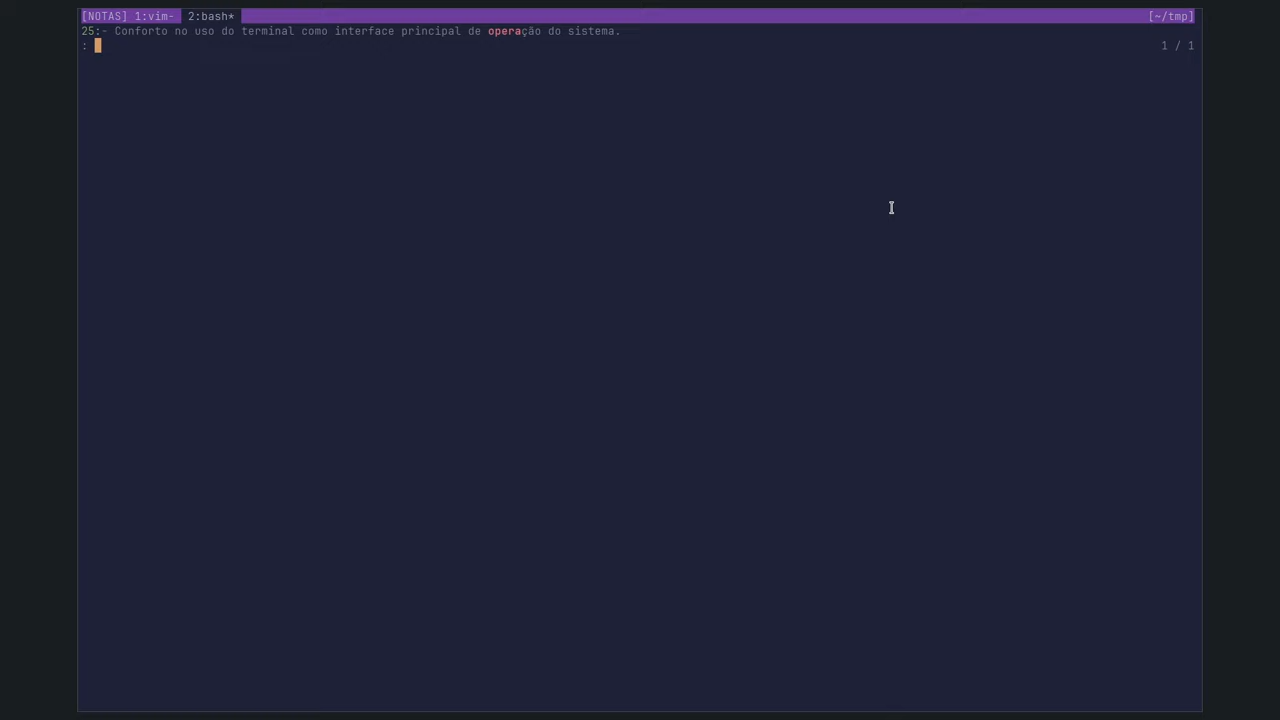 [NOTAS] 1:vim- 2:bash* [~/tmp]
25:- Conforto no uso do terminal como interface principal de operação do sistema.
: 1 / 1